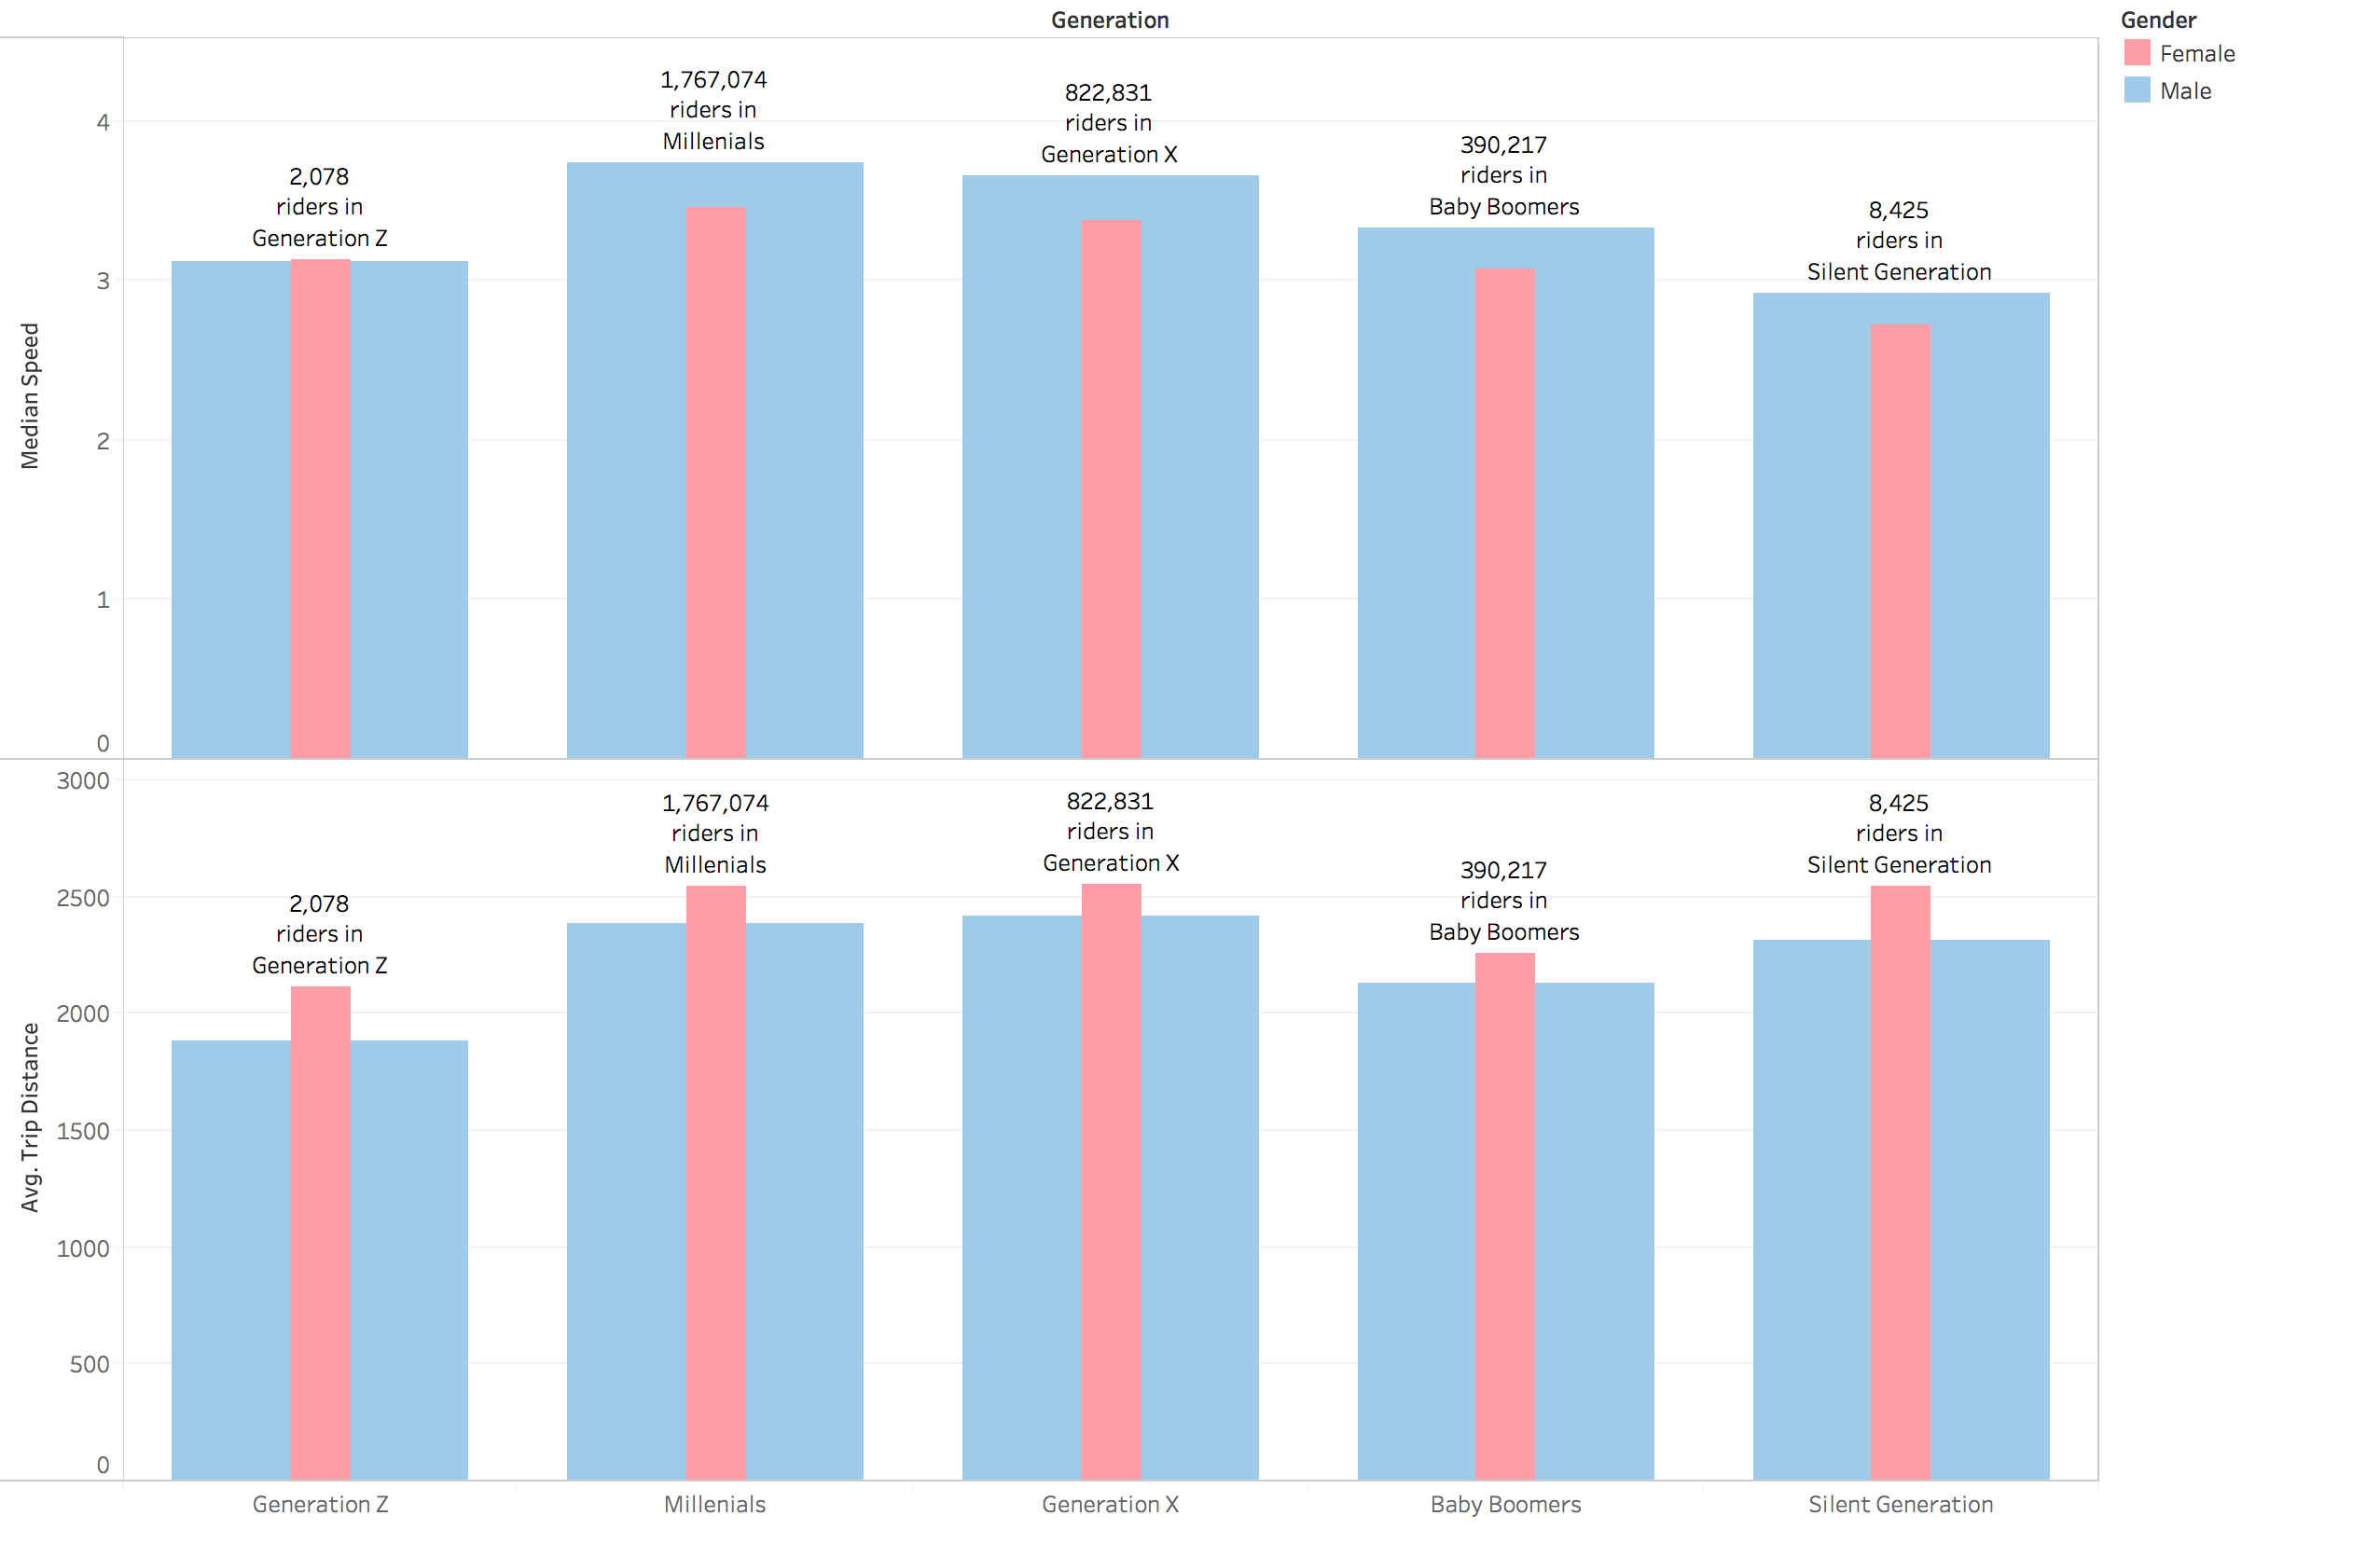 Generation
Gender
Female
Male
1,767,074
riders in
Millenials
822,831
riders in
Generation X
390,217
riders in
Baby Boomers
2,078
riders in
Generation Z
8,425
riders in
Silent Generation
4
3
2
1
0
Median Speed
3000
2500
2000
1500
1000
500
0
Avg. Trip Distance
2,078
riders in
Generation Z
1,767,074
riders in
Millenials
822,831
riders in
Generation X
390,217
riders in
Baby Boomers
8,425
riders in
Silent Generation
Generation Z
Millenials
Generation X
Baby Boomers
Silent Generation